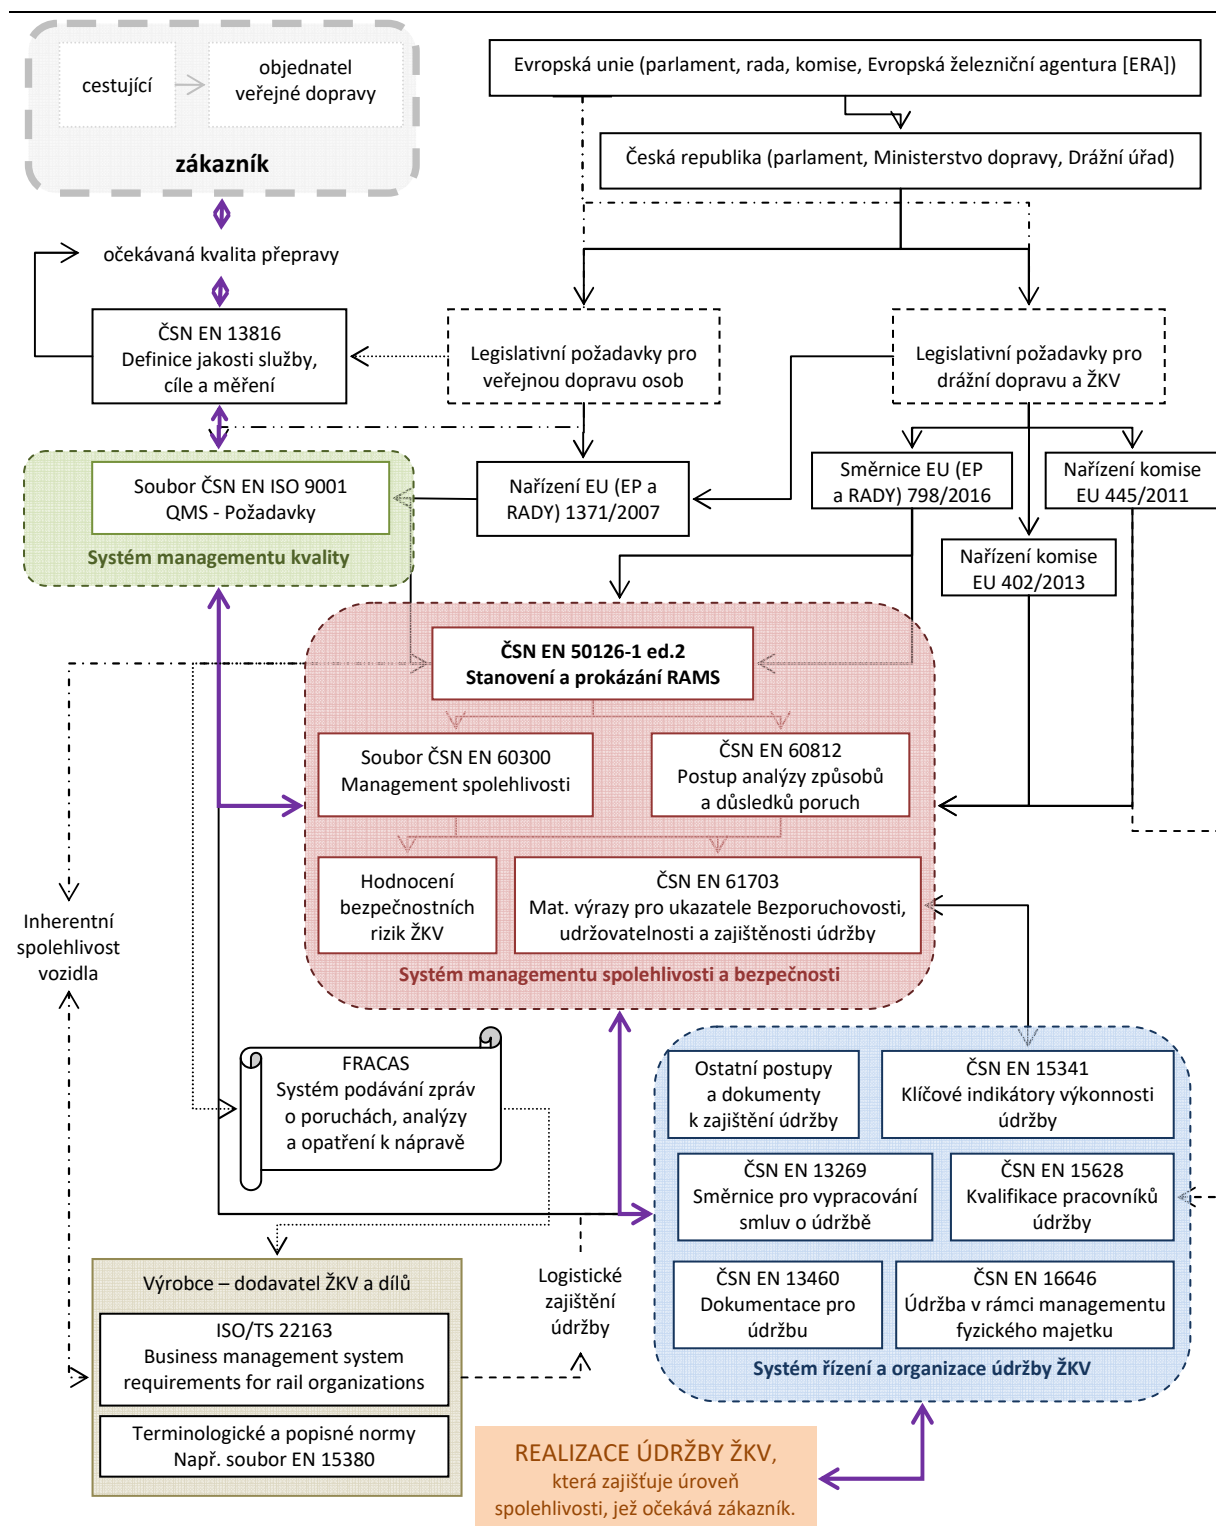 cestující
objednatel
veřejné dopravy
zákazník
Evropská unie (parlament, rada, komise, Evropská železniční agentura [ERA])
Česká republika (parlament, Ministerstvo dopravy, Drážní úřad)
očekávaná kvalita přepravy
ČSN EN 13816
Definice jakosti služby,
cíle a měření
Legislativní požadavky pro
veřejnou dopravu osob
Legislativní požadavky pro
drážní dopravu a ŽKV
Soubor ČSN EN ISO 9001
QMS - Požadavky
Systém managementu kvality
Nařízení EU (EP a
RADY) 1371/2007
Směrnice EU (EP
a RADY) 798/2016
Nařízení komise
EU 445/2011
Nařízení komise
EU 402/2013
ČSN EN 50126-1 ed.2
Stanovení a prokázání RAMS
Soubor ČSN EN 60300
Management spolehlivosti
ČSN EN 60812
Postup analýzy způsobů
a důsledků poruch
Hodnocení
bezpečnostních
rizik ŽKV
ČSN EN 61703
Mat. výrazy pro ukazatele Bezporuchovosti,
udržovatelnosti a zajištěnosti údržby
Systém managementu spolehlivosti a bezpečnosti
Inherentní
spolehlivost
vozidla
FRACAS
Systém podávání zpráv
o poruchách, analýzy
a opatření k nápravě
Ostatní postupy
a dokumenty
k zajištění údržby
ČSN EN 15341
Klíčové indikátory výkonnosti
údržby
ČSN EN 13269
Směrnice pro vypracování
smluv o údržbě
ČSN EN 15628
Kvalifikace pracovníků
údržby
ČSN EN 13460
Dokumentace pro
údržbu
ČSN EN 16646
Údržba v rámci managementu
fyzického majetku
Systém řízení a organizace údržby ŽKV
Výrobce – dodavatel ŽKV a dílů
ISO/TS 22163
Business management system
requirements for rail organizations
Terminologické a popisné normy
Např. soubor EN 15380
Logistické
zajištění
údržby
REALIZACE ÚDRŽBY ŽKV,
která zajišťuje úroveň
spolehlivosti, jež očekává zákazník.